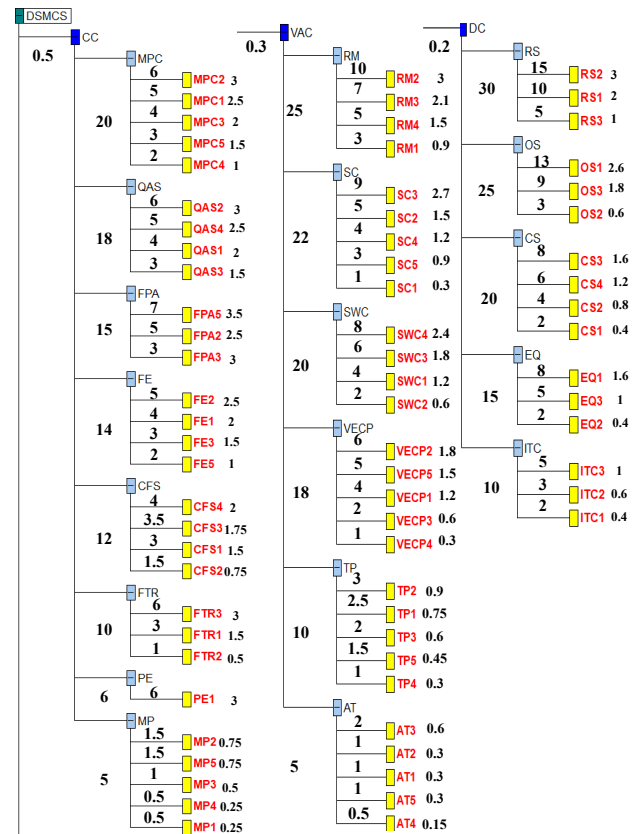 DSMCS
0.5 CC
20 MPC
6 MPC2 3
5 MPC1 2.5
4 MPC3 2
3 MPC5 1.5
2 MPC4 1
18 QAS
6 QAS2 3
5 QAS4 2.5
4 QAS1 2
3 QAS3 1.5
15 FPA
7 FPA5 3.5
5 FPA2 2.5
3 FPA3 3
14 FE
5 FE2 2.5
4 FE1 2
3 FE3 1.5
2 FE5 1
12 CFS
4 CFS4 2
3.5 CFS3 1.75
3 CFS1 1.5
1.5 CFS2 0.75
10 FTR
6 FTR3 3
3 FTR1 1.5
1 FTR2 0.5
6 PE
6 PE1 3
5 MP
1.5 MP2 0.75
1.5 MP5 0.75
1 MP3 0.5
0.5 MP4 0.25
0.5 MP1 0.25
0.3 VAC
25 RM
10 RM2 3
7 RM3 2.1
5 RM4 1.5
3 RM1 0.9
22 SC
9 SC3 2.7
5 SC2 1.5
4 SC4 1.2
3 SC5 0.9
1 SC1 0.3
20 SWC
8 SWC4 2.4
6 SWC3 1.8
4 SWC1 1.2
2 SWC2 0.6
18 VECP
6 VECP2 1.8
5 VECP5 1.5
4 VECP1 1.2
2 VECP3 0.6
1 VECP4 0.3
10 TP
3 TP2 0.9
2.5 TP1 0.75
2 TP3 0.6
1.5 TP5 0.45
1 TP4 0.3
5 AT
2 AT3 0.6
1 AT2 0.3
1 AT1 0.3
1 AT5 0.3
0.5 AT4 0.15
0.2 DC
30 RS
15 RS2 3
10 RS1 2
5 RS3 1
25 OS
13 OS1 2.6
9 OS3 1.8
3 OS2 0.6
20 CS
8 CS3 1.6
6 CS4 1.2
4 CS2 0.8
2 CS1 0.4
15 EQ
8 EQ1 1.6
5 EQ3 1
2 EQ2 0.4
10 ITC
5 ITC3 1
3 ITC2 0.6
2 ITC1 0.4